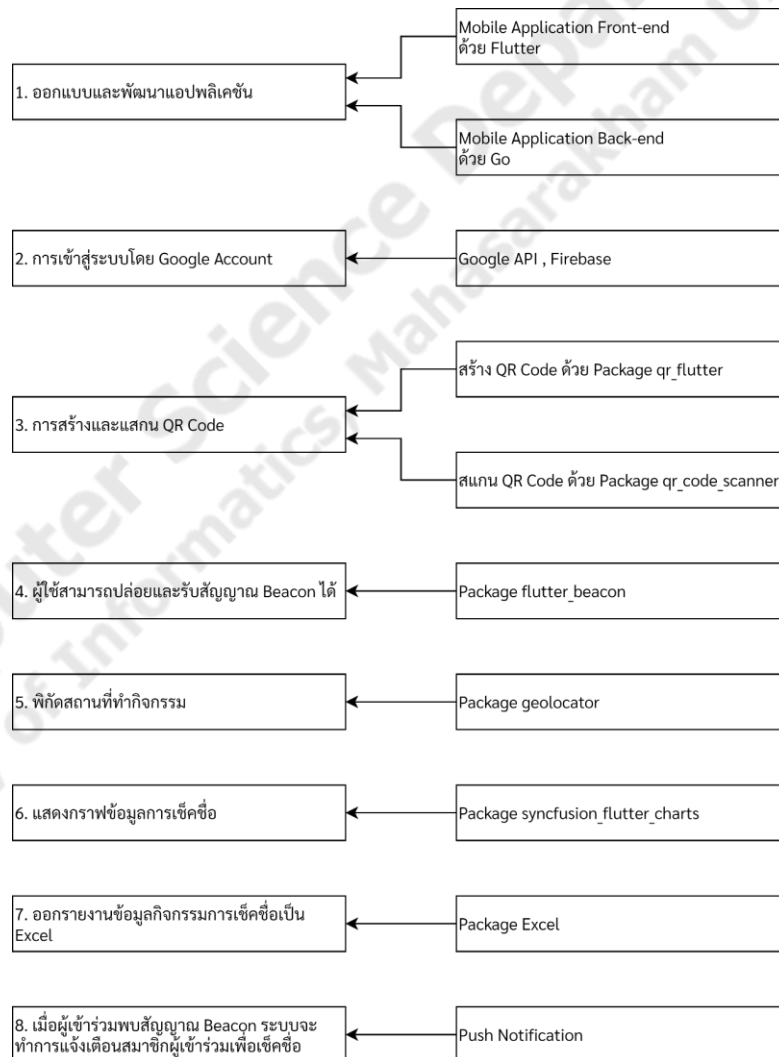 Mobile Application Front-end
ด้วย Flutter
1. ออกแบบและพัฒนาแอปพลิเคชัน
Mobile Application Back-end
ด้วย Go
2. การเข้าสู่ระบบโดย Google Account
Google API , Firebase
สร้าง QR Code ด้วย Package qr_flutter
3. การสร้างและแสกน QR Code
สแกน QR Code ด้วย Package qr_code_scanner
4. ผู้ใช้สามารถปล่อยและรับสัญญาณ Beacon ได้
Package flutter_beacon
5. พิกัดสถานที่ทำกิจกรรม
Package geolocator
6. แสดงกราฟข้อมูลการเช็คชื่อ
Package syncfusion_flutter_charts
7. ออกรายงานข้อมูลกิจกรรมการเช็คชื่อเป็น
Excel
Package Excel
8. เมื่อผู้เข้าร่วมพบสัญญาณ Beacon ระบบจะ
ทำการแจ้งเตือนสมาชิกผู้เข้าร่วมเพื่อเช็คชื่อ
Push Notification